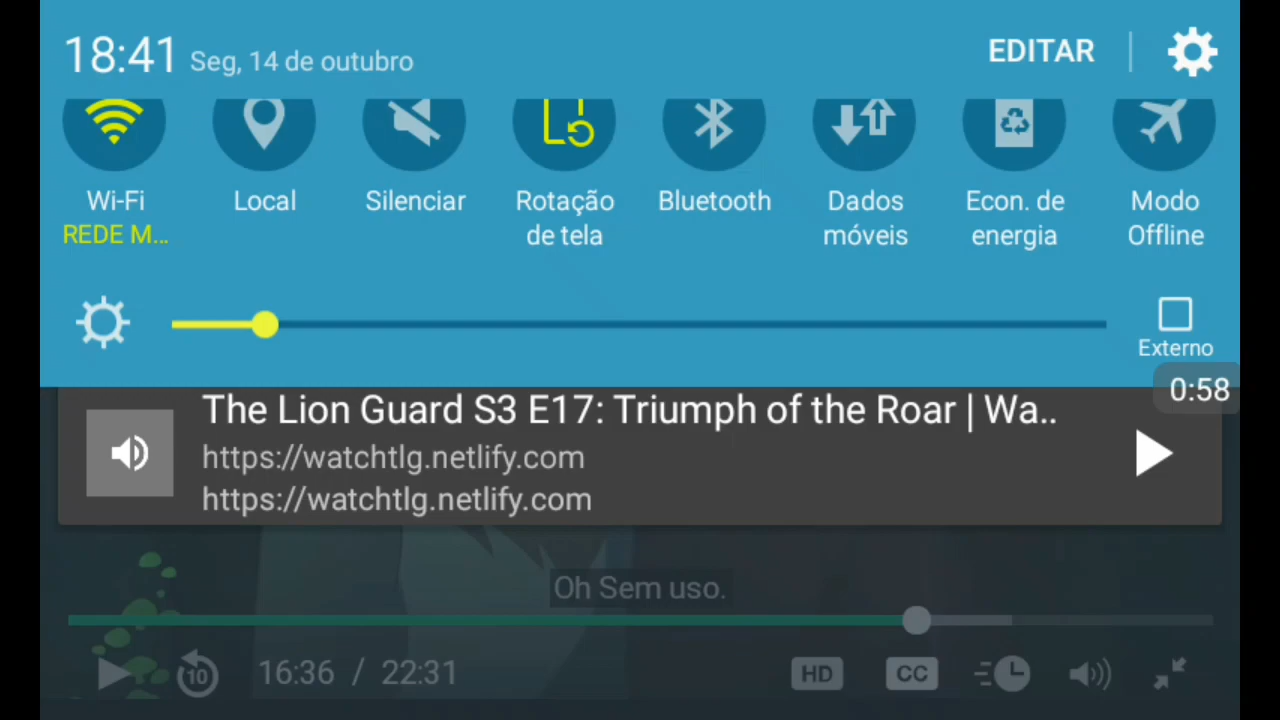 18:41 Seg, 14 de outubro EDITAR
Wi-Fi Local Silenciar Rotação Bluetooth Dados Econ. de Modo
REDE M... de tela móveis energia Offline
Externo
0:58
The Lion Guard S3 E17: Triumph of the Roar | Wa..
https://watchtlg.netlify.com
https://watchtlg.netlify.com
Oh Sem uso.
10 16:36 / 22:31 HD CC